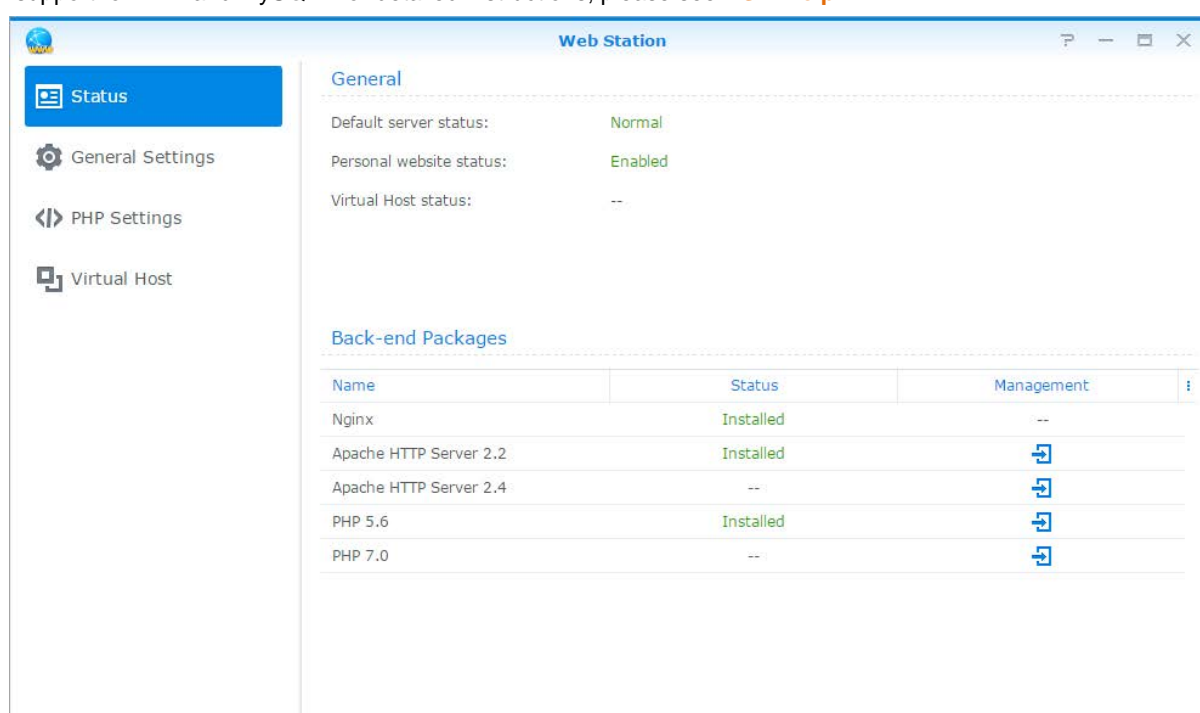 Web Station
Status
General Settings
PHP Settings
Virtual Host
General
Default server status: Normal
Personal website status: Enabled
Virtual Host status: --
Back-end Packages
Name Status Management
Nginx Installed --
Apache HTTP Server 2.2 Installed
Apache HTTP Server 2.4 --
PHP 5.6 Installed
PHP 7.0 --